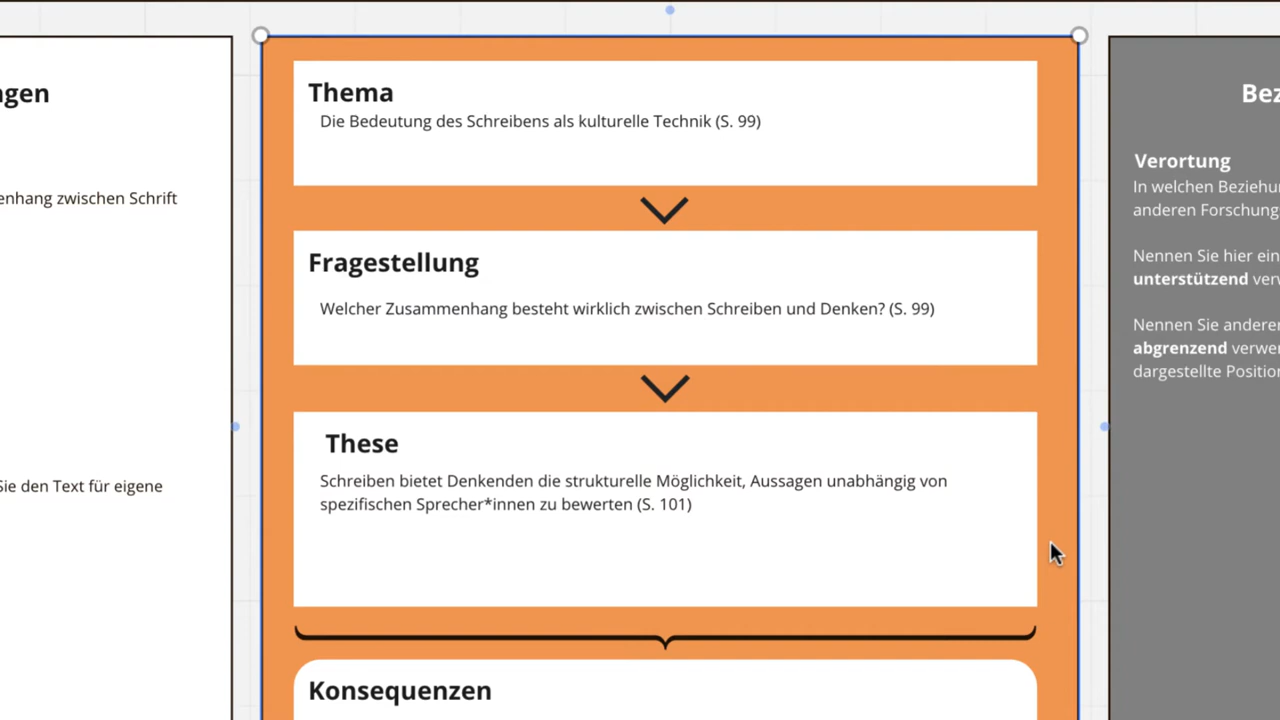 enhang zwischen Schrift
Sie den Text für eigene
Thema
Die Bedeutung des Schreibens als kulturelle Technik (S. 99)
Fragestellung
Welcher Zusammenhang besteht wirklich zwischen Schreiben und Denken? (S. 99)
These
Schreiben bietet Denkenden die strukturelle Möglichkeit, Aussagen unabhängig von
spezifischen Sprecher*innen zu bewerten (S. 101)
Konsequenzen
Verortung
In welchen Beziehu
anderen Forschung
Nennen Sie hier ein
unterstützend verw
Nennen Sie anderer
abgrenzend verwe
dargestellte Position